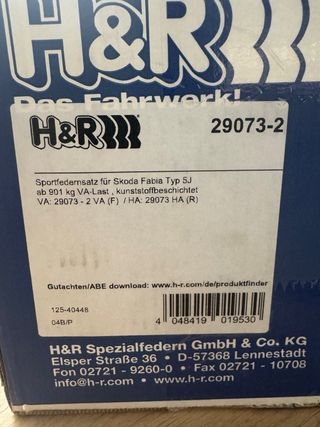 H&R
Das Fahrwerk!
H&R
29073-2
Sportfedernsatz für Skoda Fabia Typ 5J
ab 901 kg VA-Last , kunststoffbeschichtet
VA: 29073 - 2 VA (F) / HA: 29073 HA (R)
Gutachten/ABE download: www.h-r.com/de/produktfinder
125-40448
04B/P
4 048419 019530
H&R Spezialfedern GmbH & Co. KG
Elsper Straße 36 • D-57368 Lennestadt
Fon 02721 - 9260-0 • Fax 02721 - 10708
info@h-r.com • www.h-r.com